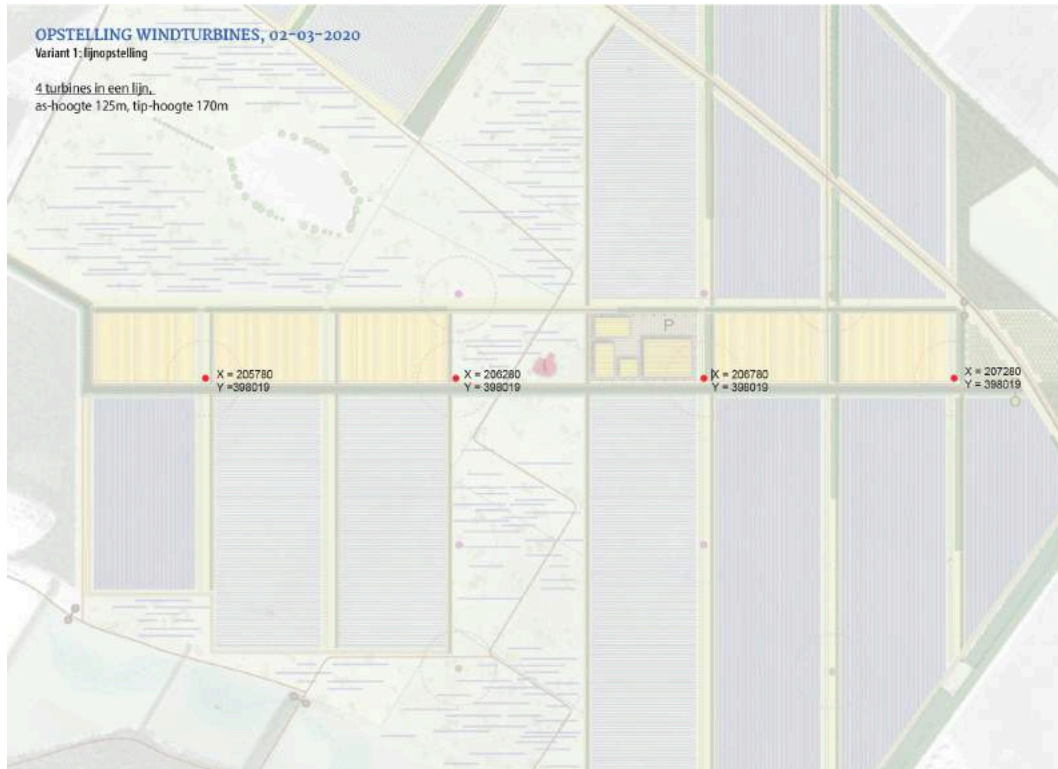 OPSTELLING WINDTURBINES, 02-03-2020
Variant 1: lijnopstelling
4 turbines in een lijn,
as-hoogte 125m, tip-hoogte 170m
P
X = 205780
Y =398019
X = 206280
Y = 398019
X = 206780
Y = 398019
X = 207280
Y = 398019